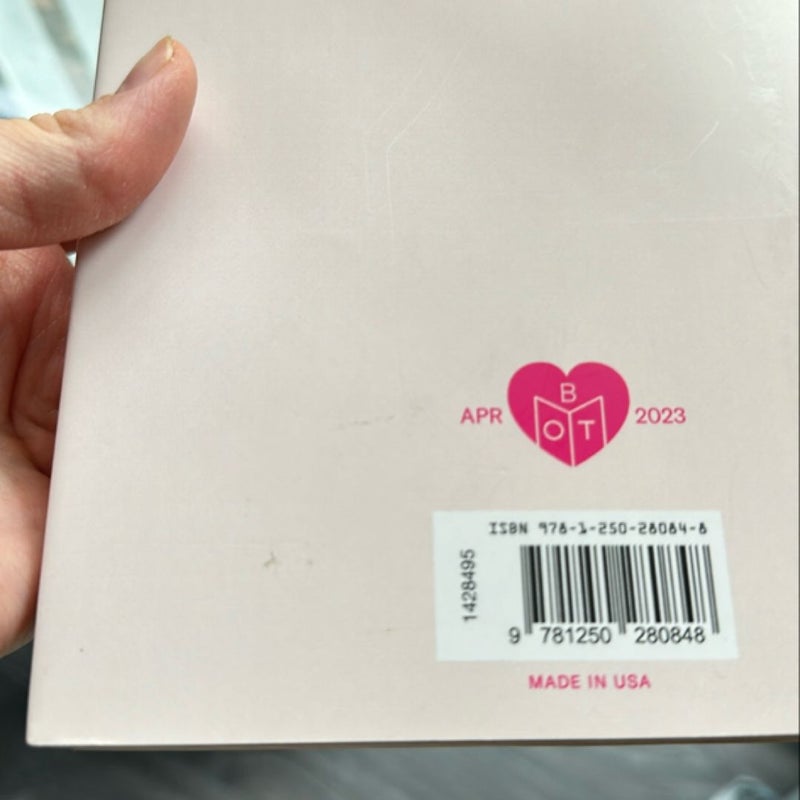 APR
B
O T
2023
ISBN 978-1-250-28084-8
1428495
9 781250 280848
MADE IN USA